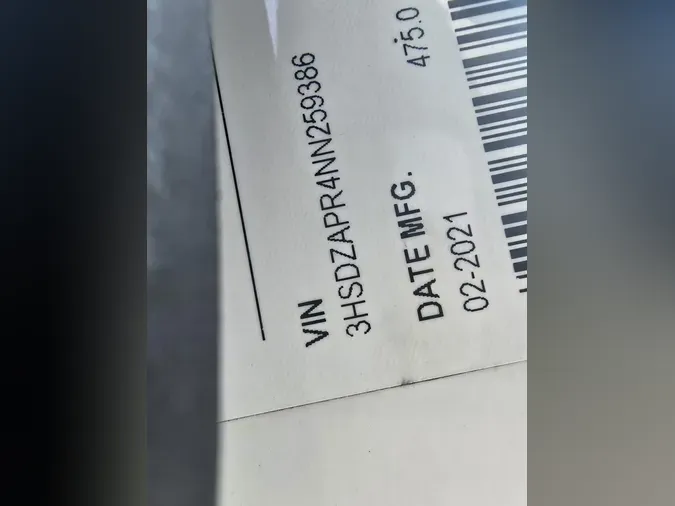 VIN
3HSDZAPR4NN259386
DATE MFG.
02-2021
475.0